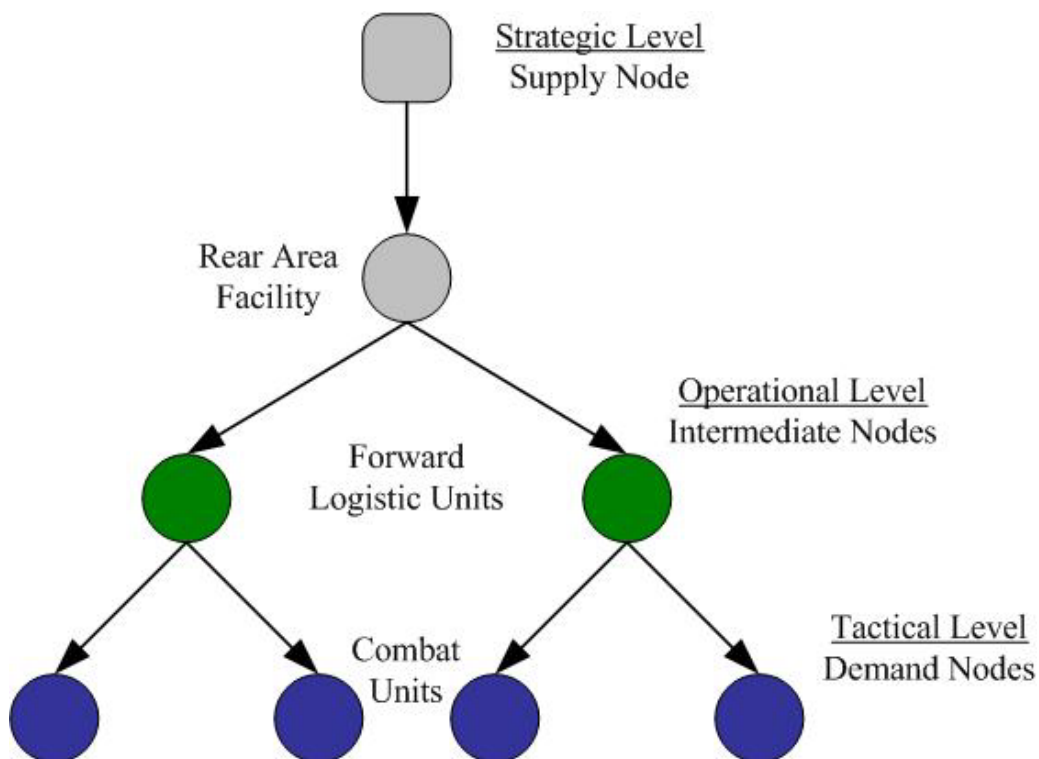 Strategic Level
Supply Node
Rear Area
Facility
Operational Level
Intermediate Nodes
Forward
Logistic Units
Tactical Level
Demand Nodes
Combat
Units